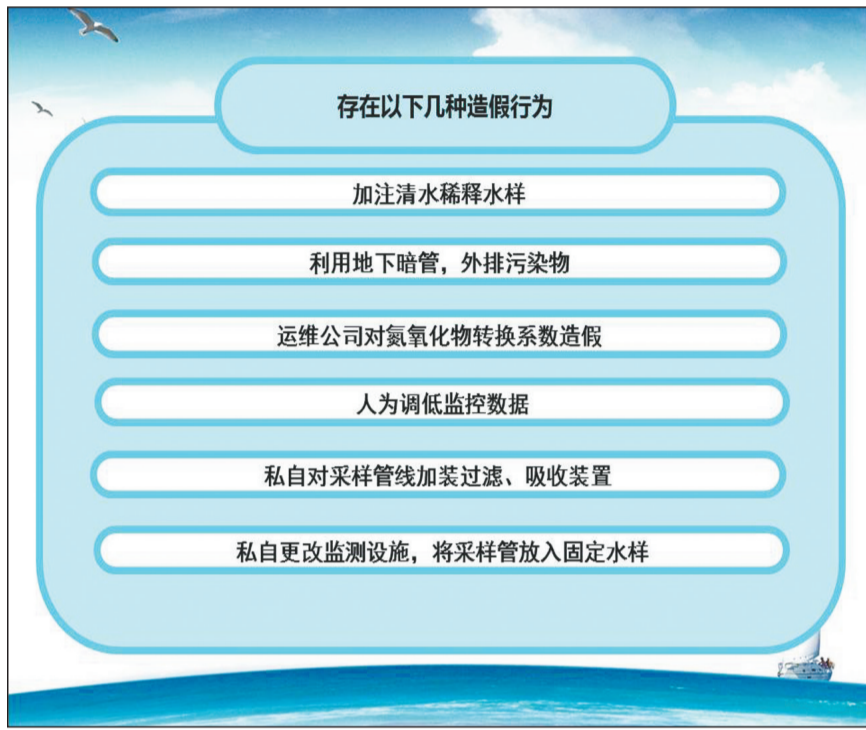 存在以下几种造假行为
加注清水稀释水样
利用地下暗管，外排污染物
运维公司对氮氧化物转换系数造假
人为调低监控数据
私自对采样管线加装过滤、吸收装置
私自更改监测设施，将采样管放入固定水样